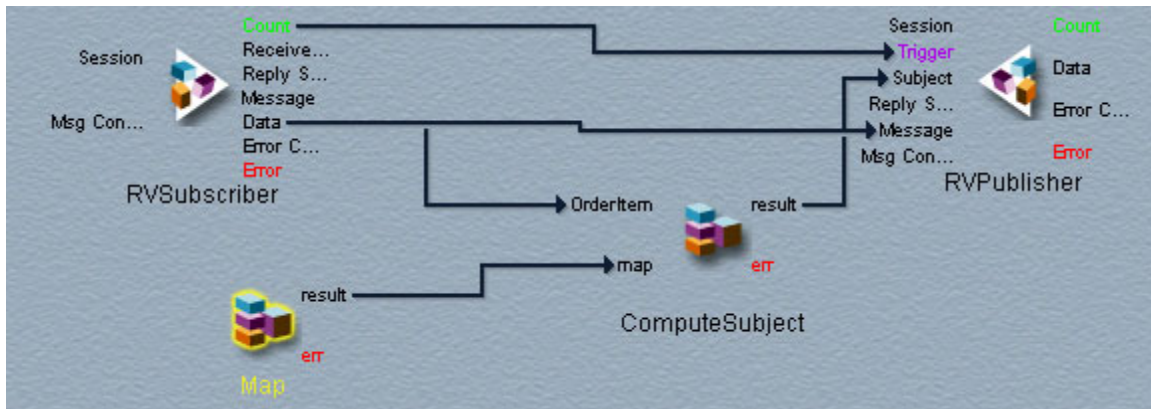 Session
Msg Con...
Count
Receive...
Reply S...
Message
Data
Error C...
Error
RVSubscriber
Session
Trigger
Subject
Reply S...
Message
Msg Con...
Count
Data
Error C...
Error
RVPublisher
OrderItem
map
result
err
ComputeSubject
result
err
Map